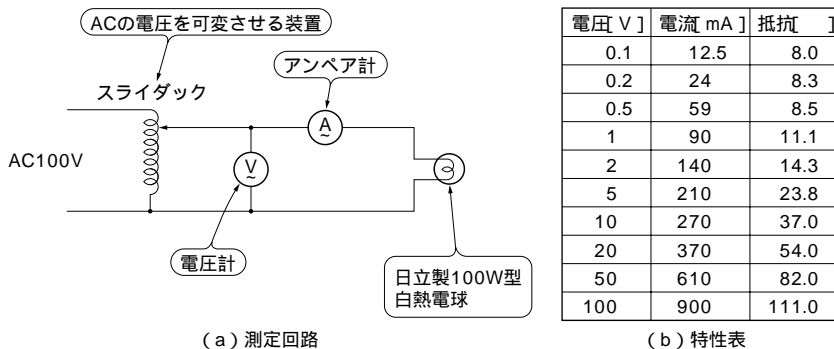 ACの電圧を可変させる装置
スライダック
アンペア計
A
~
AC100V
V
~
電圧計
日立製100W型
白熱電球
(a)測定回路
電圧[V] 電流[mA] 抵抗[ ]
0.1 12.5 8.0
0.2 24 8.3
0.5 59 8.5
1 90 11.1
2 140 14.3
5 210 23.8
10 270 37.0
20 370 54.0
50 610 82.0
100 900 111.0
(b)特性表